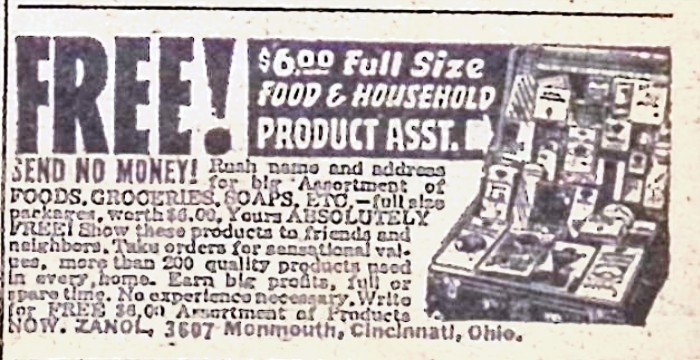 FREE!
$6.00 Full Size
FOOD & HOUSEHOLD
PRODUCT ASST.
SEND NO MONEY! Rush name and address
for big Assortment of
FOODS, GROCERIES, SOAPS, ETC.—full size
packages, worth $6.00, Yours ABSOLUTELY
FREE! Show these products to friends and
neighbors. Take orders for sensational val-
ues, more than 200 quality products used
in every home. Earn big profits, full or
spare time. No experience necessary. Write
for FREE $6.00 Assortment of Products
NOW. ZANOL, 3607 Monmouth, Cincinnati, Ohio.